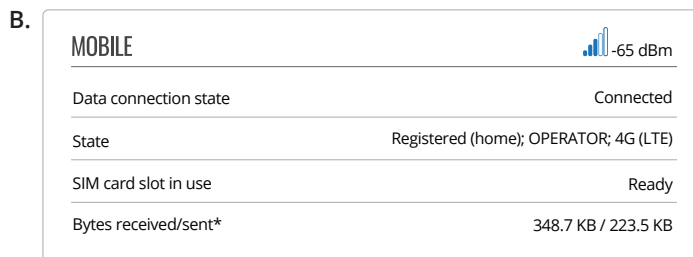 B.
MOBILE -65 dBm
Data connection state Connected
State Registered (home); OPERATOR; 4G (LTE)
SIM card slot in use Ready
Bytes received/sent* 348.7 KB / 223.5 KB